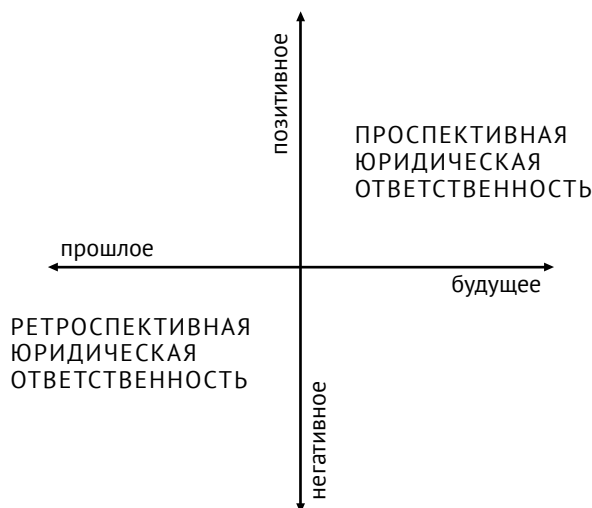 позитивное
ПРОСПЕКТИВНАЯ
ЮРИДИЧЕСКАЯ
ОТВЕТСТВЕННОСТЬ
прошлое
будущее
РЕТРОСПЕКТИВНАЯ
ЮРИДИЧЕСКАЯ
ОТВЕТСТВЕННОСТЬ
негативное